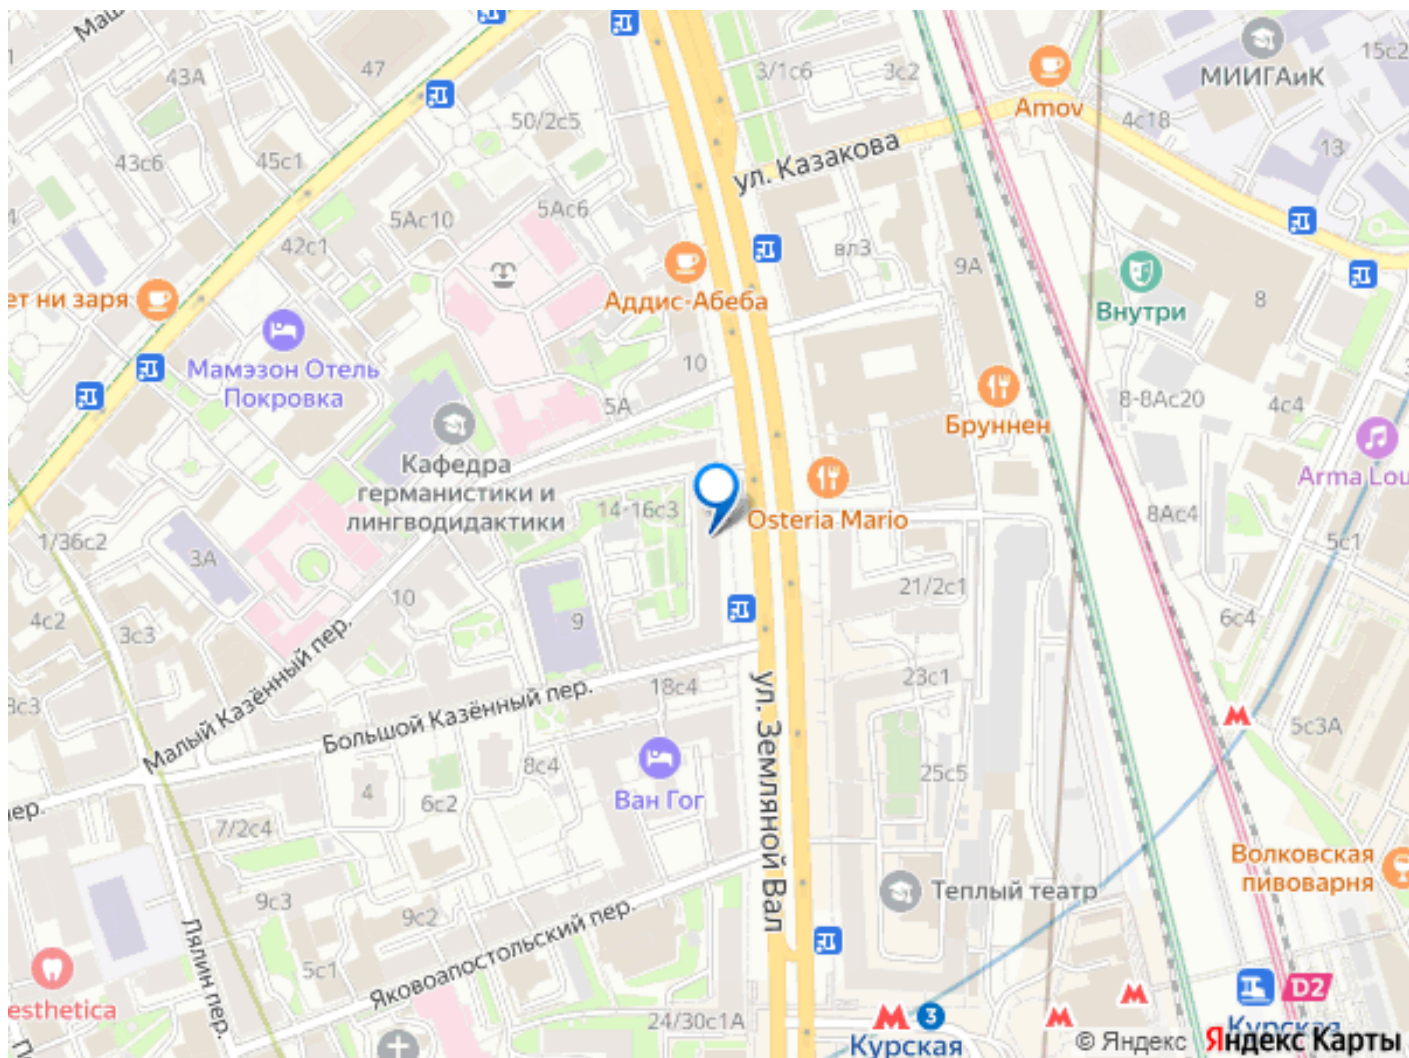 Маш
43А
47
43с6
45с1
50/2с5
3/1с6
3с2
Amov
МИИГАиК
15с2
4с18
13
ул. Казакова
5Ас10
5Ас6
42с1
вл3
9А
Аддис-Абеба
Внутри
8
ет ни заря
Мамэзон Отель
Покровка
10
5А
8-8Ас20
4с4
Бруннен
Arma Lou
Кафедра
германистики и
лингводидактики
14-16с3
Osteria Mario
8Ас4
5с1
1/36с2
3А
10
9
21/2с1
6с4
4с2
3с3
23с1
18с4
5с3А
Малый Казённый пер.
Большой Казённый пер.
ул. Земляной Вал
8с4
4
6с2
Ван Гог
25с5
ер.
7/2с4
Волковская
пивоварня
Теплый театр
9с3
9с2
Лялин пер.
Яковоапостольский пер.
5с1
esthetica
24/30с1А
3
Курская
D2
Курская
© Яндекс
Яндекс Карты